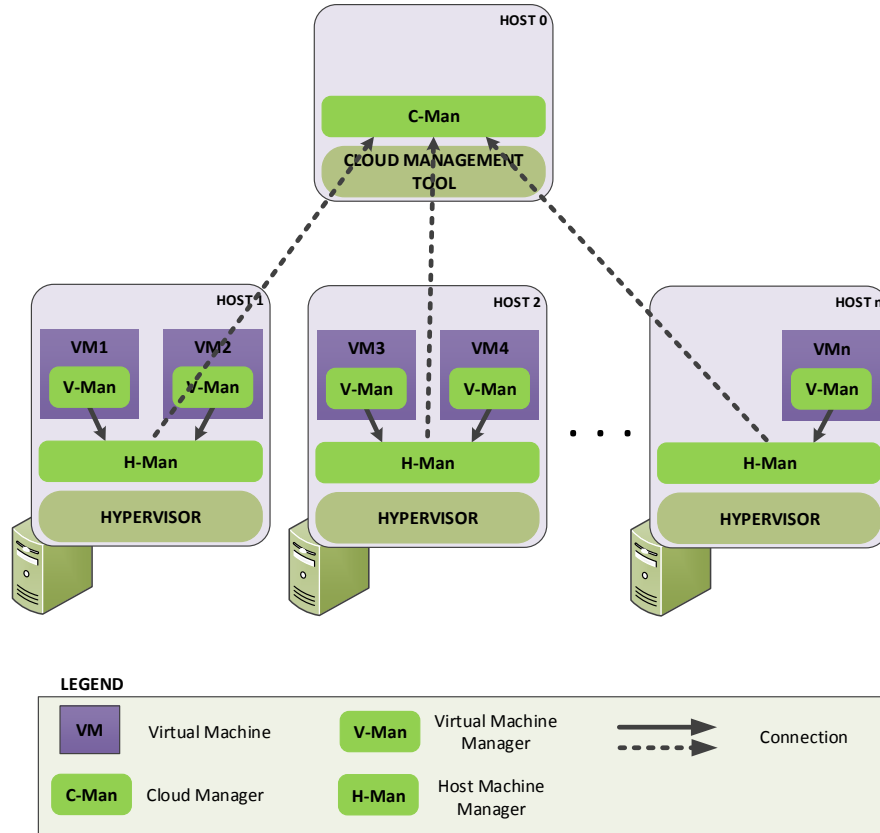 HOST 0
C-Man
CLOUD MANAGEMENT
TOOL
HOST 1
VM1
VM2
V-Man
V-Man
H-Man
HYPERVISOR
HOST 2
VM3
VM4
V-Man
V-Man
H-Man
HYPERVISOR
. . .
HOST n
VMn
V-Man
H-Man
HYPERVISOR
LEGEND
VM
Virtual Machine
V-Man
Virtual Machine
Manager
Connection
C-Man
Cloud Manager
H-Man
Host Machine
Manager